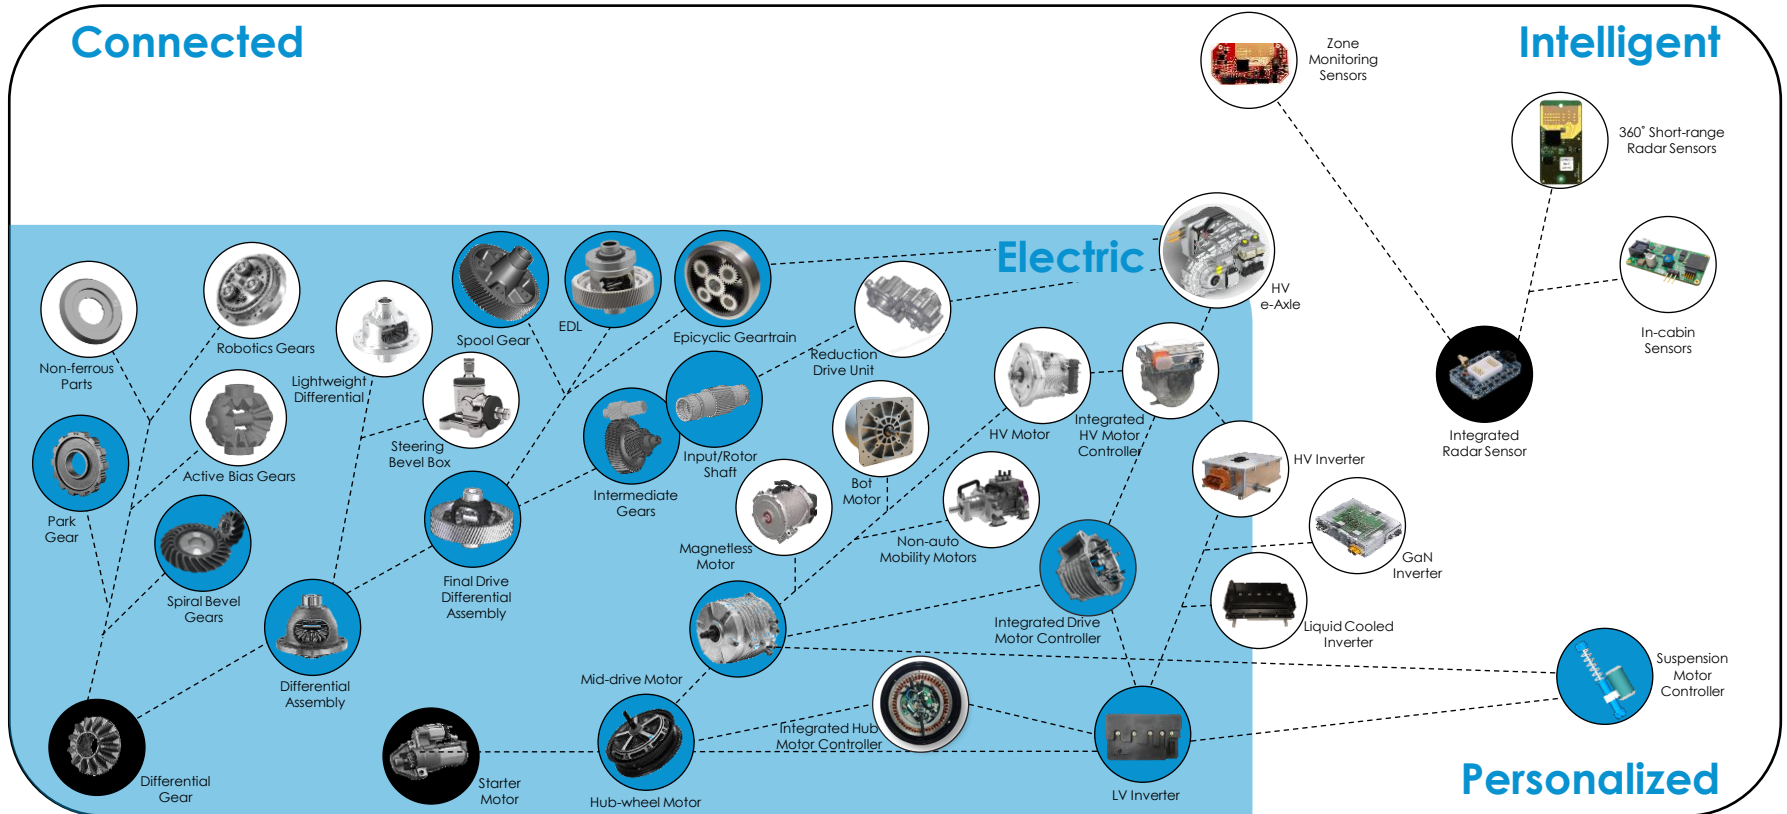 Connected
Intelligent
Zone
Monitoring
Sensors
360° Short-range
Radar Sensors
Electric
HV
e-Axle
In-cabin
Sensors
Integrated
Radar Sensor
Non-ferrous
Parts
Robotics Gears
Lightweight
Differential
Spool Gear
EDL
Epicyclic Geartrain
Reduction
Drive Unit
Active Bias Gears
Steering
Bevel Box
Input/Rotor
Shaft
HV Motor
Integrated
HV Motor
Controller
HV Inverter
Park
Gear
Intermediate
Gears
Bot
Motor
Magnetless
Motor
Non-auto
Mobility Motors
GaN
Inverter
Spiral Bevel
Gears
Final Drive
Differential
Assembly
Integrated Drive
Motor Controller
Liquid Cooled
Inverter
Differential
Assembly
Mid-drive Motor
Suspension
Motor
Controller
Integrated Hub
Motor Controller
Differential
Gear
Starter
Motor
Hub-wheel Motor
LV Inverter
Personalized